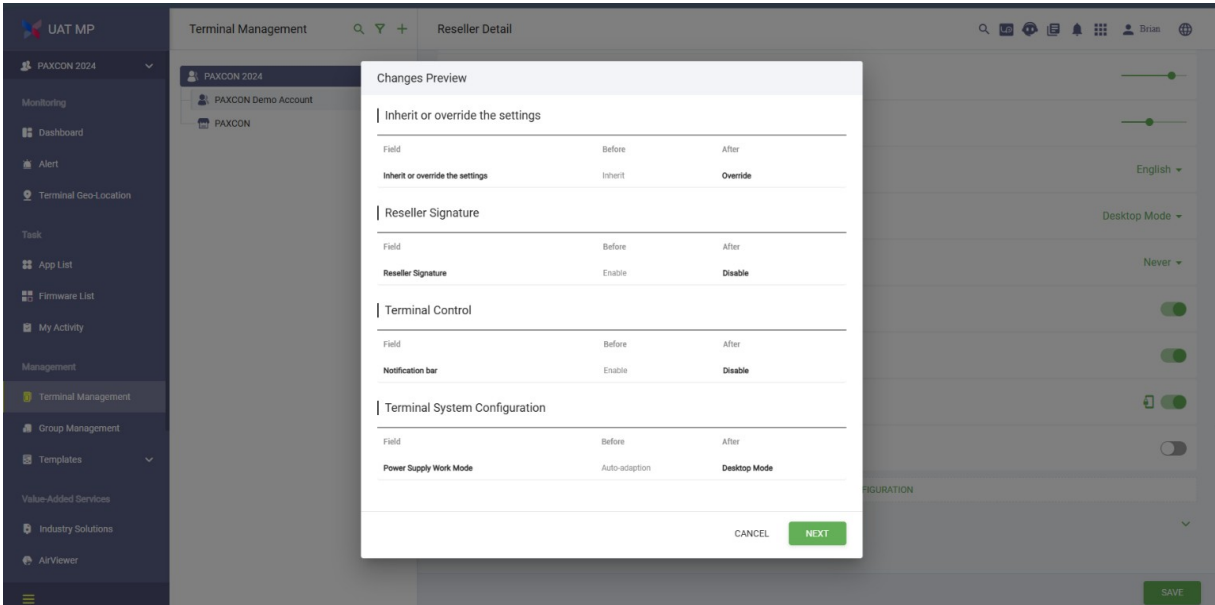 UAT MP
Terminal Management
Reseller Detail
Brian
PAXCON 2024
Monitoring
Dashboard
Alert
Terminal Geo-Location
Task
App List
Firmware List
My Activity
Management
Terminal Management
Group Management
Templates
Value-Added Services
Industry Solutions
AirViewer
PAXCON 2024
PAXCON Demo Account
PAXCON
Changes Preview
Inherit or override the settings
Field Before After
Inherit or override the settings Inherit Override
Reseller Signature
Field Before After
Reseller Signature Enable Disable
Terminal Control
Field Before After
Notification bar Enable Disable
Terminal System Configuration
Field Before After
Power Supply Work Mode Auto-adaption Desktop Mode
CANCEL NEXT
English
Desktop Mode
Never
FIGURATION
SAVE